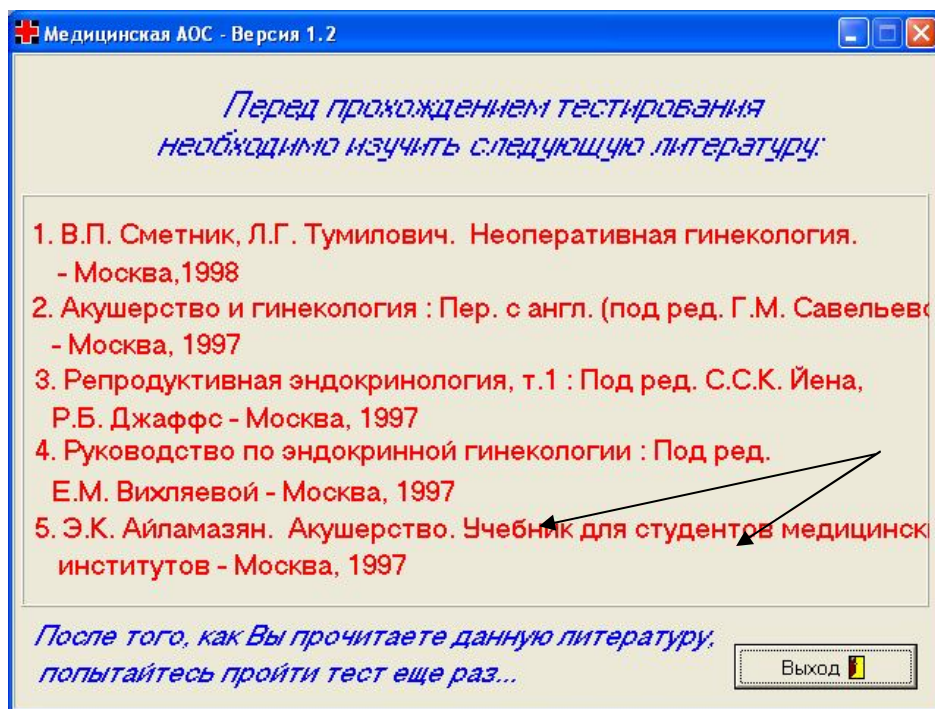 Медицинская АОС - Версия 1.2
Перед прохождением тестирования
необходимо изучить следующую литературу:
1. В.П. Сметник, Л.Г. Тумилович. Неоперативная гинекология.
- Москва,1998
2. Акушерство и гинекология : Пер. с англ. (под ред. Г.М. Савельево
- Москва, 1997
3. Репродуктивная эндокринология, т.1 : Под ред. С.С.К. Йена,
Р.Б. Джаффс - Москва, 1997
4. Руководство по эндокринной гинекологии : Под ред.
Е.М. Вихляевой - Москва, 1997
5. Э.К. Айламазян. Акушерство. Учебник для студентов медицинск
институтов - Москва, 1997
После того, как Вы прочитаете данную литературу,
попытайтесь пройти тест еще раз...
Выход